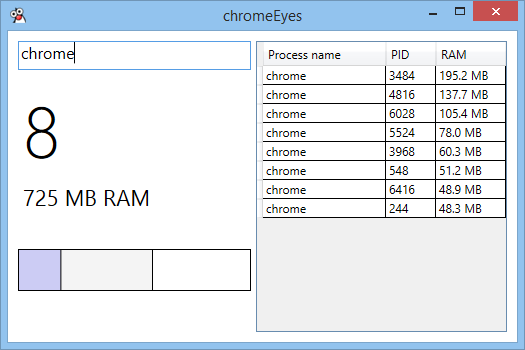 chromeEyes
chrome
8
725 MB RAM
Process name PID RAM
chrome 3484 195.2 MB
chrome 4816 137.7 MB
chrome 6028 105.4 MB
chrome 5524 78.0 MB
chrome 3968 60.3 MB
chrome 548 51.2 MB
chrome 6416 48.9 MB
chrome 244 48.3 MB